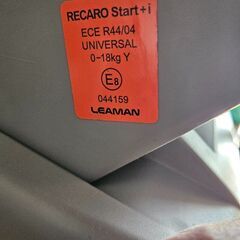 RECARO Start+i
ECE R44/04
UNIVERSAL
0-18kg Y
E8
044159
LEAMAN